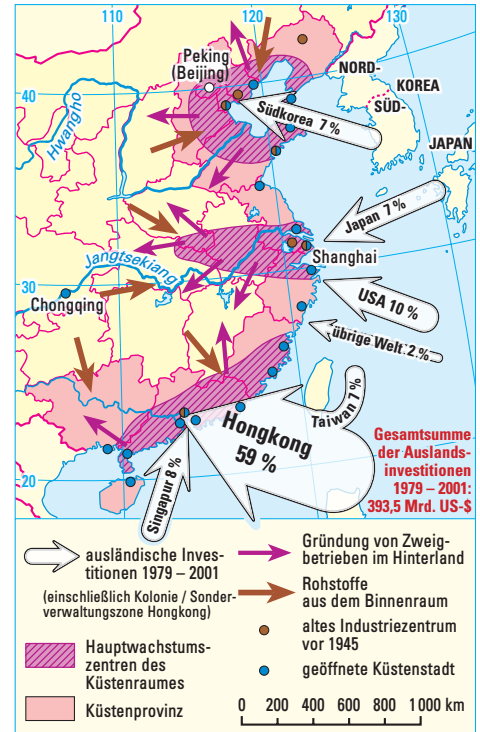 110
120
130
Peking
(Beijing)
NORD-
KOREA
SÜD-
40
Hwangho
Südkorea 7 %
JAPAN
Japan 7 %
Shanghai
Jangtsekiang
30
Chongqing
USA 10 %
übrige Welt 2 %
Taiwan 7 %
Hongkong
59 %
Singapur 8 %
20
Gesamtsumme
der Auslands-
investitionen
1979 – 2001:
393,5 Mrd. US-$
ausländische Inves-
titionen 1979 – 2001
(einschließlich Kolonie / Sonder-
verwaltungszone Hongkong)
Hauptwachstums-
zentren des
Küstenraumes
Küstenprovinz
Gründung von Zweig-
betrieben im Hinterland
Rohstoffe
aus dem Binnenraum
altes Industriezentrum
vor 1945
geöffnete Küstenstadt
0 200 400 600 800 1 000 km